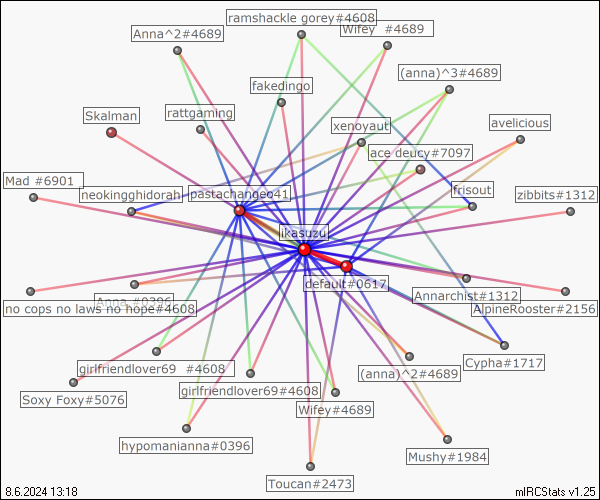 ramshackle gorey#4608
Wifey  #4689
Anna^2#4689
(anna)^3#4689
fakedingo
Skalman
rattgaming
xenoyaut
avelicious
ace deucy#7097
Mad #6901
neokingghidorah
pastachangeo41
frisout
zibbits#1312
likasuzu
default#0617
Anna #0396
Annarchist#1312
no cops no laws no hope#4608
AlpineRooster#2156
girlfriendlover69  #4608
(anna)^2#4689
Cypha#1717
girlfriendlover69#4608
Soxy Foxy#5076
Wifey#4689
hypomanianna#0396
Mushy#1984
Toucan#2473
8.6.2024 13:18
mIRCStats v1.25